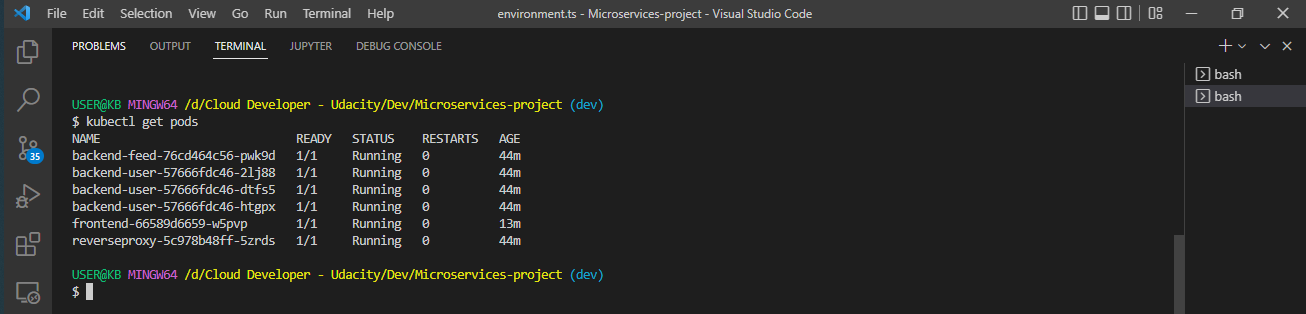 File Edit Selection View Go Run Terminal Help environment.ts - Microservices-project - Visual Studio Code
PROBLEMS OUTPUT TERMINAL JUPYTER DEBUG CONSOLE
bash
bash
35
USER@KB MINGW64 /d/Cloud Developer - Udacity/Dev/Microservices-project (dev)
$ kubectl get pods
NAME READY STATUS RESTARTS AGE
backend-feed-76cd464c56-pwk9d 1/1 Running 0 44m
backend-user-57666fdc46-2lj88 1/1 Running 0 44m
backend-user-57666fdc46-dtfs5 1/1 Running 0 44m
backend-user-57666fdc46-htgpx 1/1 Running 0 44m
frontend-66589d6659-w5pvp 1/1 Running 0 13m
reverseproxy-5c978b48ff-5zrds 1/1 Running 0 44m
USER@KB MINGW64 /d/Cloud Developer - Udacity/Dev/Microservices-project (dev)
$